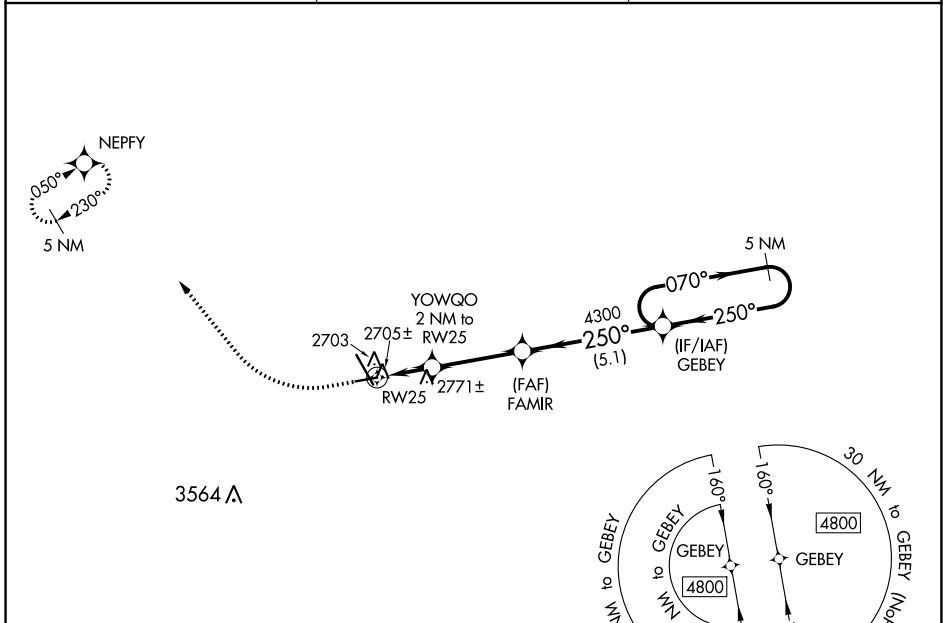 NEPFY
050°
230°
5 NM
5 NM
070°
250°
4300
250°
(5.1)
(IF/IAF)
GEBEY
YOWQO
2 NM to
RW25
2703
2705±
RW25
2771±
(FAF)
FAMIR
3564
160°
160°
30 NM to GEBEY
NM to GEBEY
NM to GEBEY
GEBEY
4800
GEBEY
4800